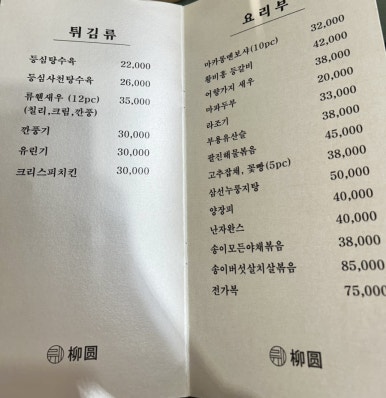 튀김류
등심탕수육 22,000
등심사천탕수육 26,000
류웬새우 (12pc) 35,000
(칠리,크림,깐풍)
깐풍기 30,000
유린기 30,000
크리스피치킨 30,000
柳圆
요리부
마카롱멘보샤(10pc) 32,000
황비홍 등갈비 42,000
어향가지 새우 38,000
마파두부 20,000
라조기 33,000
부용유산슬 38,000
팔진해물볶음 45,000
고추잡채, 꽃빵(5pc) 38,000
삼선누룽지탕 50,000
양장피 40,000
난자완스 40,000
송이모든야채볶음 38,000
송이버섯살치살볶음 85,000
전가복 75,000
柳圆